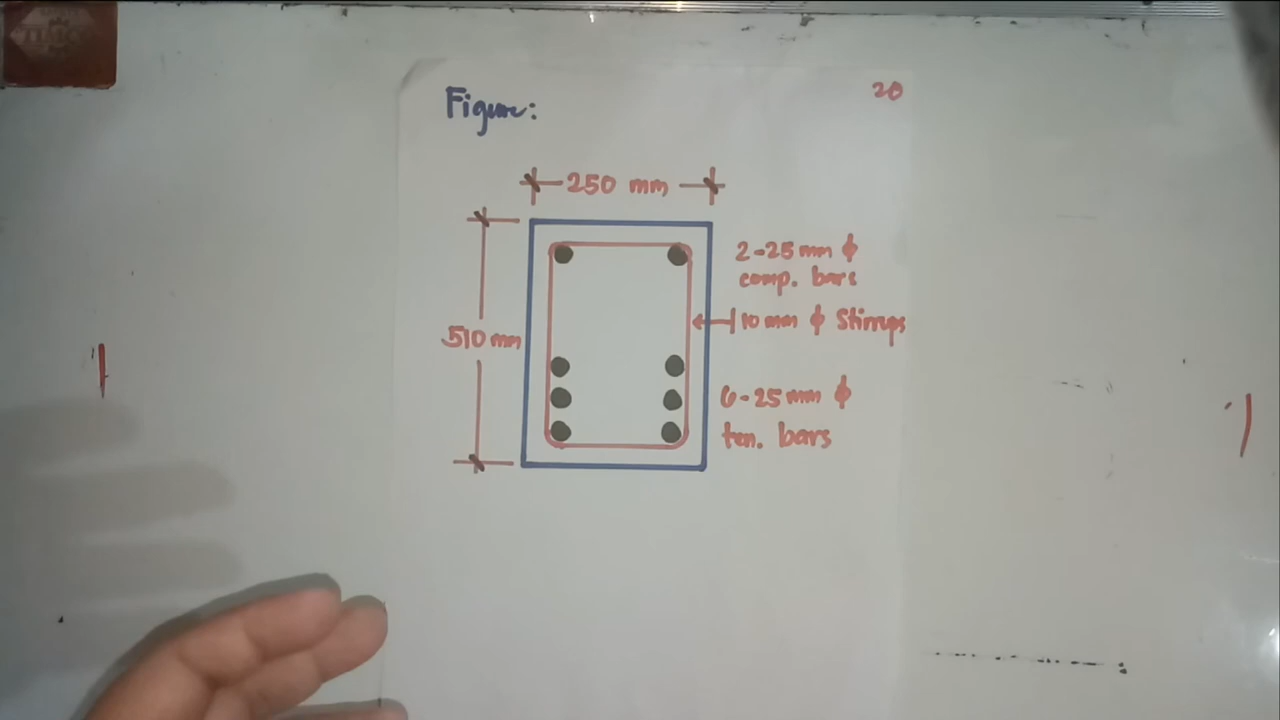 Figure:
20
250 mm
2-25 mm ϕ
comp. bars
10 mm ϕ Stirrups
510 mm
6-25 mm ϕ
ten. bars